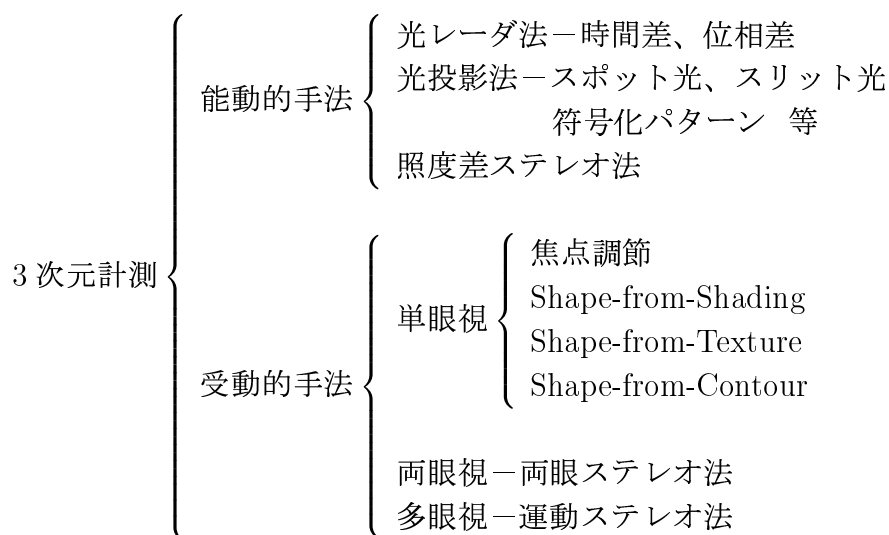 光レーダ法－時間差、位相差
光投影法－スポット光、スリット光
能動的手法
符号化パターン 等
照度差ステレオ法
3次元計測
焦点調節
Shape-from-Shading
単眼視
Shape-from-Texture
Shape-from-Contour
受動的手法
両眼視－両眼ステレオ法
多眼視－運動ステレオ法